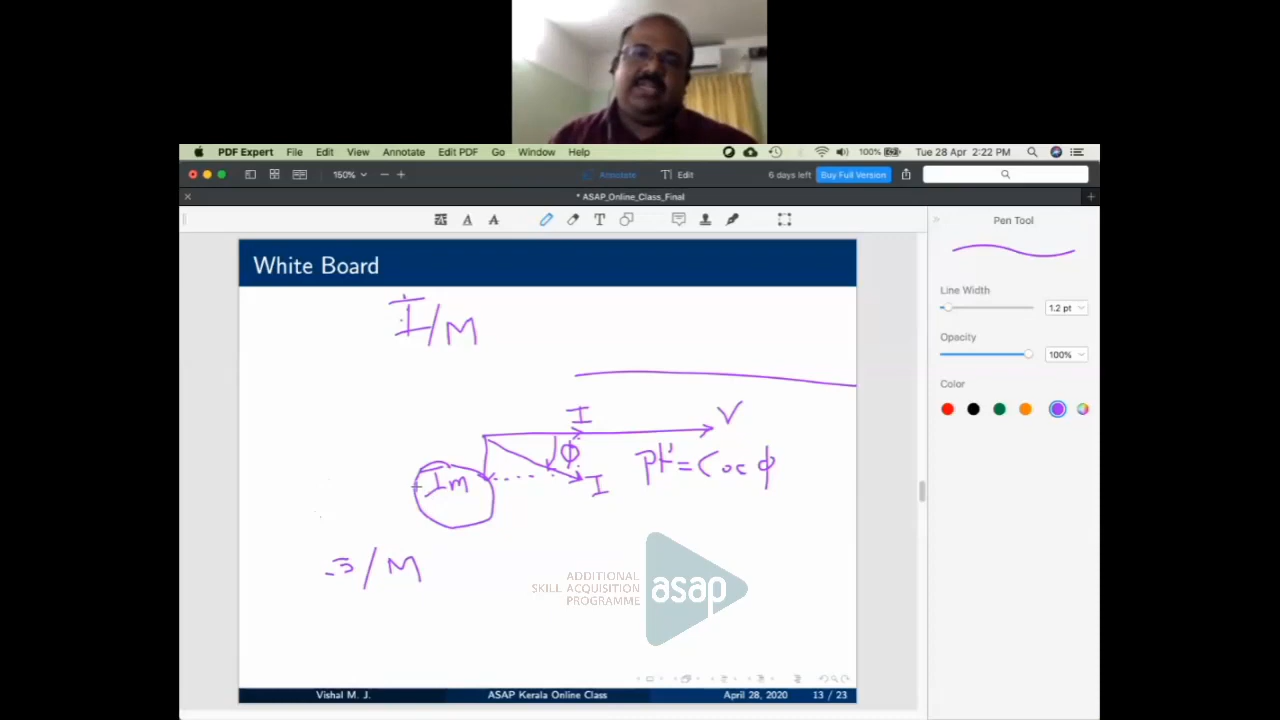 PDF Expert File Edit View Annotate Edit PDF Go Window Help 100% Tue 28 Apr 2:22 PM
150% Annotate Edit 6 days left Buy Full Version
* ASAP_Online_Class_Final
Pen Tool
Line Width
1.2 pt
Opacity
100%
Color
White Board
I/M
I V
ϕ
Im I
Pf = Cos ϕ
/M
ADDITIONAL
SKILL ACQUISITION
PROGRAMME
asap
Vishal M. J. ASAP Kerala Online Class April 28, 2020 13 / 23